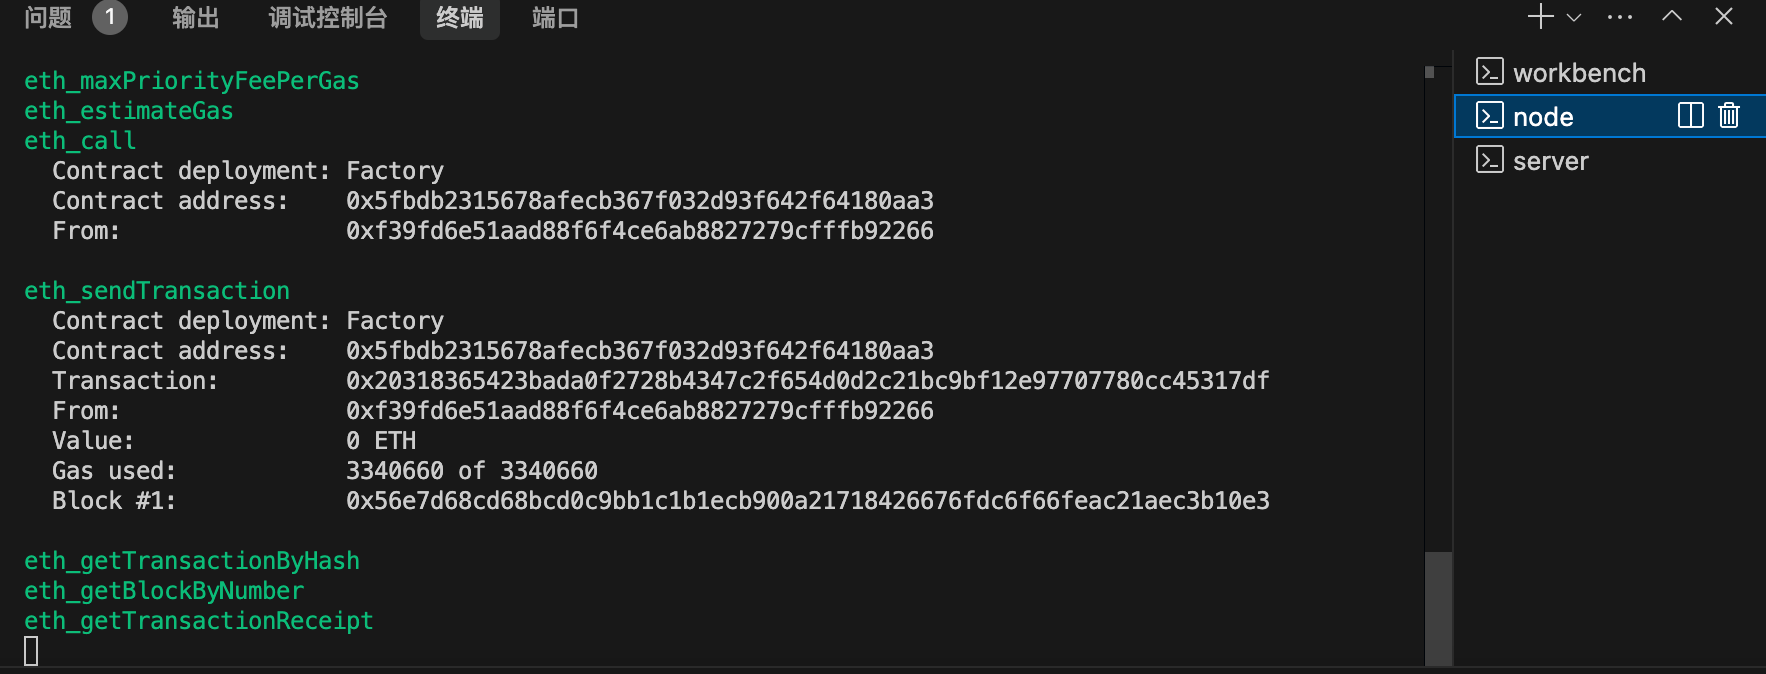 问题 1 输出 调试控制台 终端 端口
eth_maxPriorityFeePerGas
eth_estimateGas
eth_call
Contract deployment: Factory
Contract address: 0x5fbdb2315678afecb367f032d93f642f64180aa3
From: 0xf39fd6e51aad88f6f4ce6ab8827279cfffb92266
eth_sendTransaction
Contract deployment: Factory
Contract address: 0x5fbdb2315678afecb367f032d93f642f64180aa3
Transaction: 0x20318365423bada0f2728b4347c2f654d0d2c21bc9bf12e97707780cc45317df
From: 0xf39fd6e51aad88f6f4ce6ab8827279cfffb92266
Value: 0 ETH
Gas used: 3340660 of 3340660
Block #1: 0x56e7d68cd68bcd0c9bb1c1b1ecb900a21718426676fdc6f66feac21aec3b10e3
eth_getTransactionByHash
eth_getBlockByNumber
eth_getTransactionReceipt
workbench
node
server